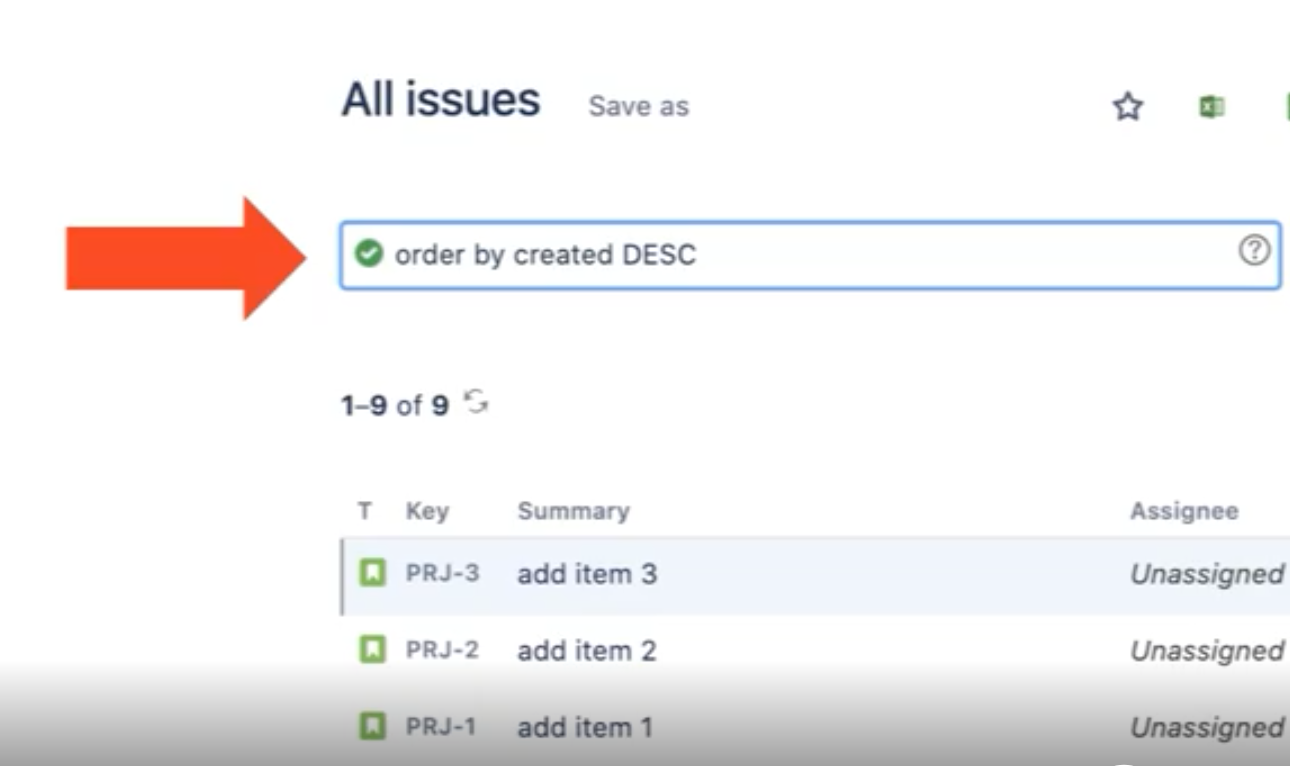 All issues Save as
order by created DESC
1–9 of 9
T Key Summary Assignee
PRJ-3 add item 3 Unassigned
PRJ-2 add item 2 Unassigned
PRJ-1 add item 1 Unassigned